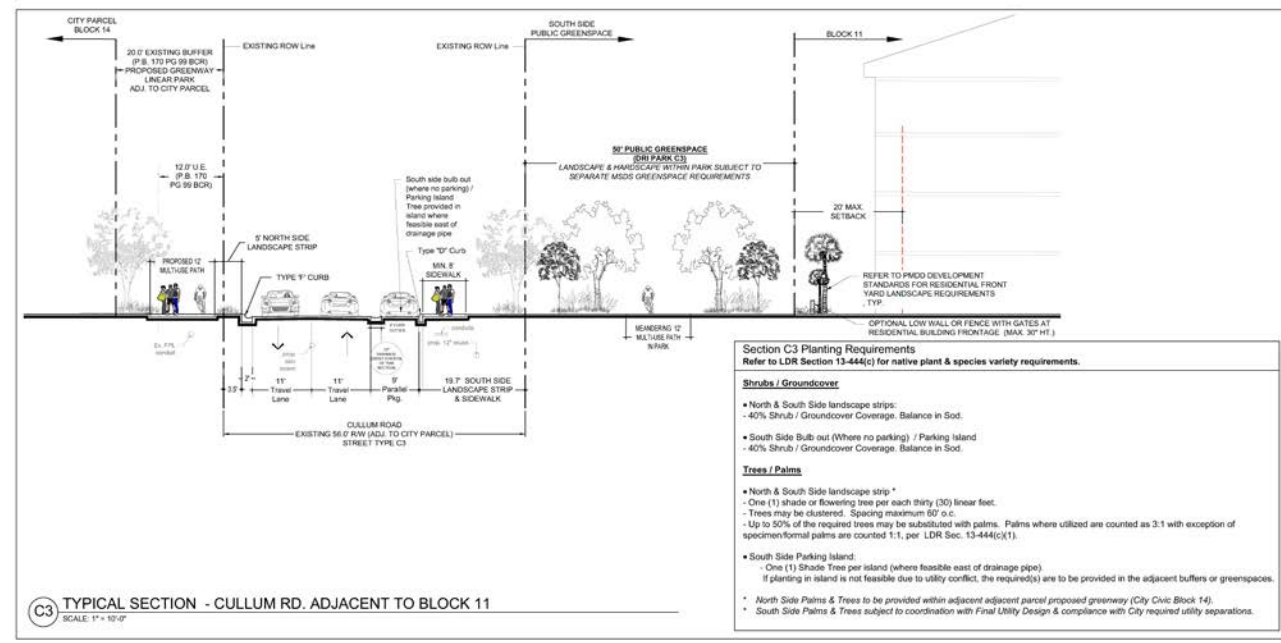 CITY PARCEL
BLOCK 14
20.0' EXISTING BUFFER
(P.B. 170 PG 99 BCR)
PROPOSED GREENWAY
LINEAR PARK
ADJ. TO CITY PARCEL
EXISTING ROW Line
EXISTING ROW Line
SOUTH SIDE
PUBLIC GREENSPACE
BLOCK 11
12.0' U.E.
(P.B. 170
PG 99 BCR)
5' NORTH SIDE
LANDSCAPE STRIP
PROPOSED 12'
MULTI-USE PATH
TYPE 'F' CURB
South side bulb out
(where no parking) /
Parking Island
Tree provided in
island where
feasible east of
drainage pipe
Type "D" Curb
MIN. 8'
SIDEWALK
50' PUBLIC GREENSPACE
(DRI PARK C3)
LANDSCAPE & HARDSCAPE WITHIN PARK SUBJECT TO
SEPARATE MSDS GREENSPACE REQUIREMENTS
20' MAX.
SETBACK
REFER TO PMDD DEVELOPMENT
STANDARDS FOR RESIDENTIAL FRONT
YARD LANDSCAPE REQUIREMENTS
. TYP.
OPTIONAL LOW WALL OR FENCE WITH GATES AT
RESIDENTIAL BUILDING FRONTAGE (MAX. 30" HT.)
MEANDERING 12'
MULTI-USE PATH
IN PARK
Ex. FPL
conduit
prop. 12"
3.5'
2'
11'
Travel
Lane
11'
Travel
Lane
9'
Parallel
Pkg.
19.7' SOUTH SIDE
LANDSCAPE STRIP
& SIDEWALK
CULLUM ROAD
EXISTING 56.0' R/W (ADJ. TO CITY PARCEL)
STREET TYPE C3
Section C3 Planting Requirements
Refer to LDR Section 13-444(c) for native plant & species variety requirements.
Shrubs / Groundcover
• North & South Side landscape strips:
- 40% Shrub / Groundcover Coverage. Balance in Sod.
• South Side Bulb out (Where no parking) / Parking Island
- 40% Shrub / Groundcover Coverage. Balance in Sod.
Trees / Palms
• North & South Side landscape strip *
- One (1) shade or flowering tree per each thirty (30) linear feet.
- Trees may be clustered. Spacing maximum 60' o.c.
- Up to 50% of the required trees may be substituted with palms. Palms where utilized are counted as 3:1 with exception of
specimen/formal palms are counted 1:1, per LDR Sec. 13-444(c)(1).
• South Side Parking Island:
- One (1) Shade Tree per island (where feasible east of drainage pipe).
If planting in island is not feasible due to utility conflict, the required(s) are to be provided in the adjacent buffers or greenspaces.
* North Side Palms & Trees to be provided within adjacent adjacent parcel proposed greenway (City Civic Block 14).
* South Side Palms & Trees subject to coordination with Final Utility Design & compliance with City required utility separations.
C3
TYPICAL SECTION - CULLUM RD. ADJACENT TO BLOCK 11
SCALE: 1" = 10'-0"